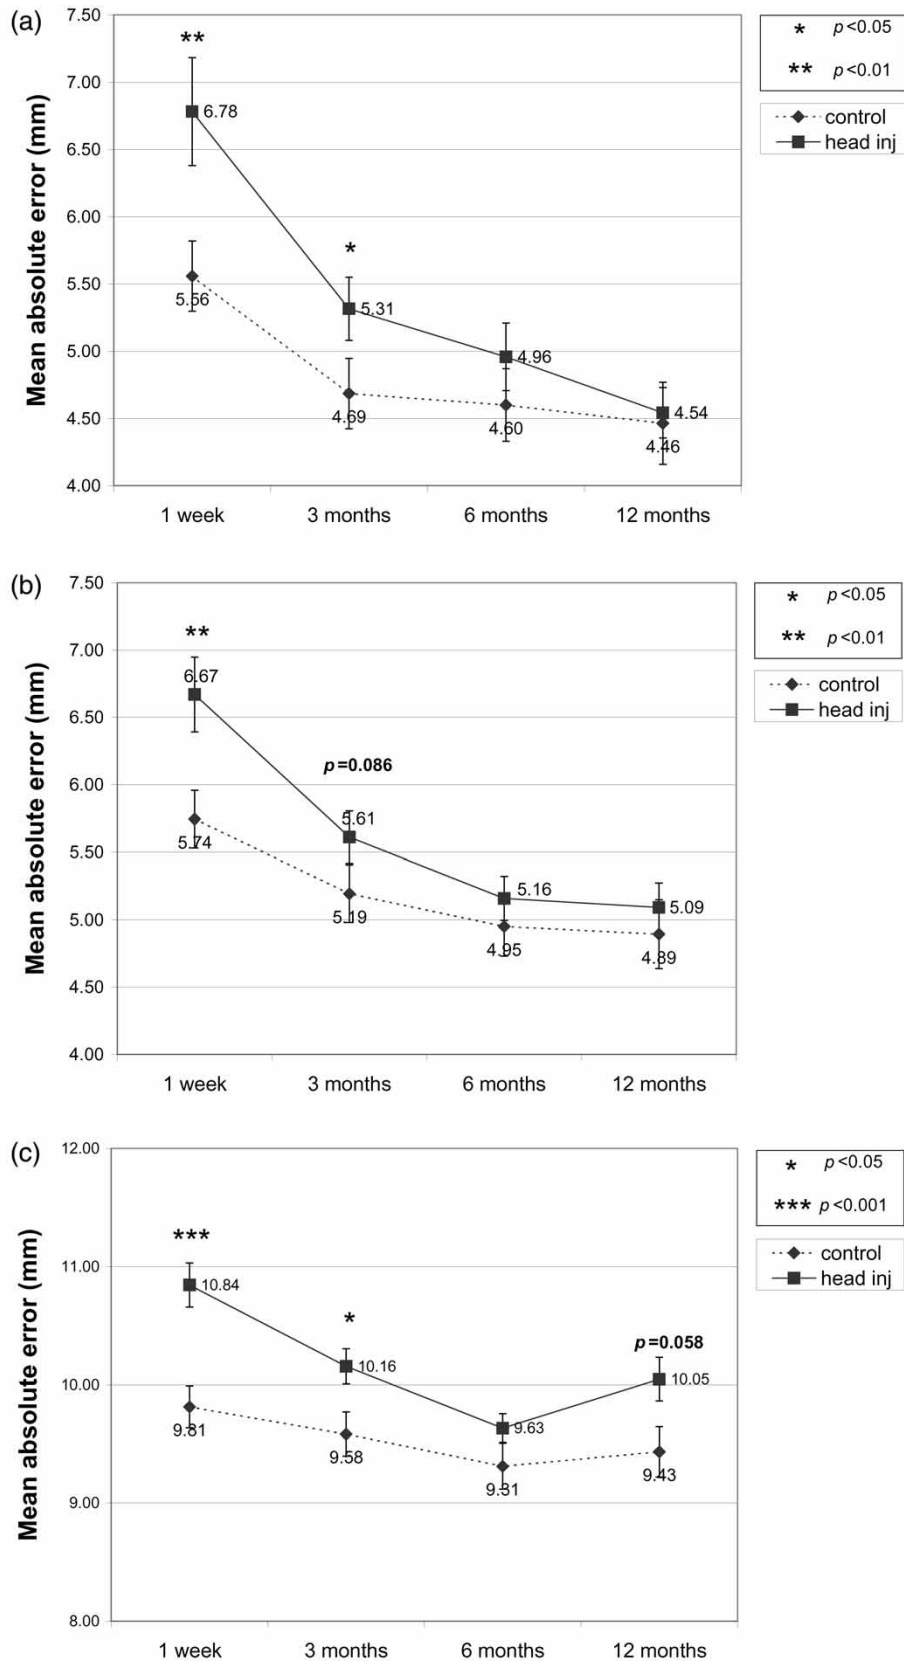 (a)
7.50
7.00
6.50
6.00
5.50
5.00
4.50
4.00
Mean absolute error (mm)
**
6.78
5.56
*
5.31
4.69
4.96
4.60
4.54
4.46
1 week
3 months
6 months
12 months
* p<0.05
** p<0.01
control
head inj
(b)
7.50
7.00
6.50
6.00
5.50
5.00
4.50
4.00
Mean absolute error (mm)
**
6.67
5.74
p=0.086
5.61
5.19
5.16
4.95
5.09
4.89
1 week
3 months
6 months
12 months
* p<0.05
** p<0.01
control
head inj
(c)
12.00
11.00
10.00
9.00
8.00
Mean absolute error (mm)
***
10.84
9.81
*
10.16
9.58
9.63
9.31
p=0.058
10.05
9.43
1 week
3 months
6 months
12 months
* p<0.05
*** p<0.001
control
head inj